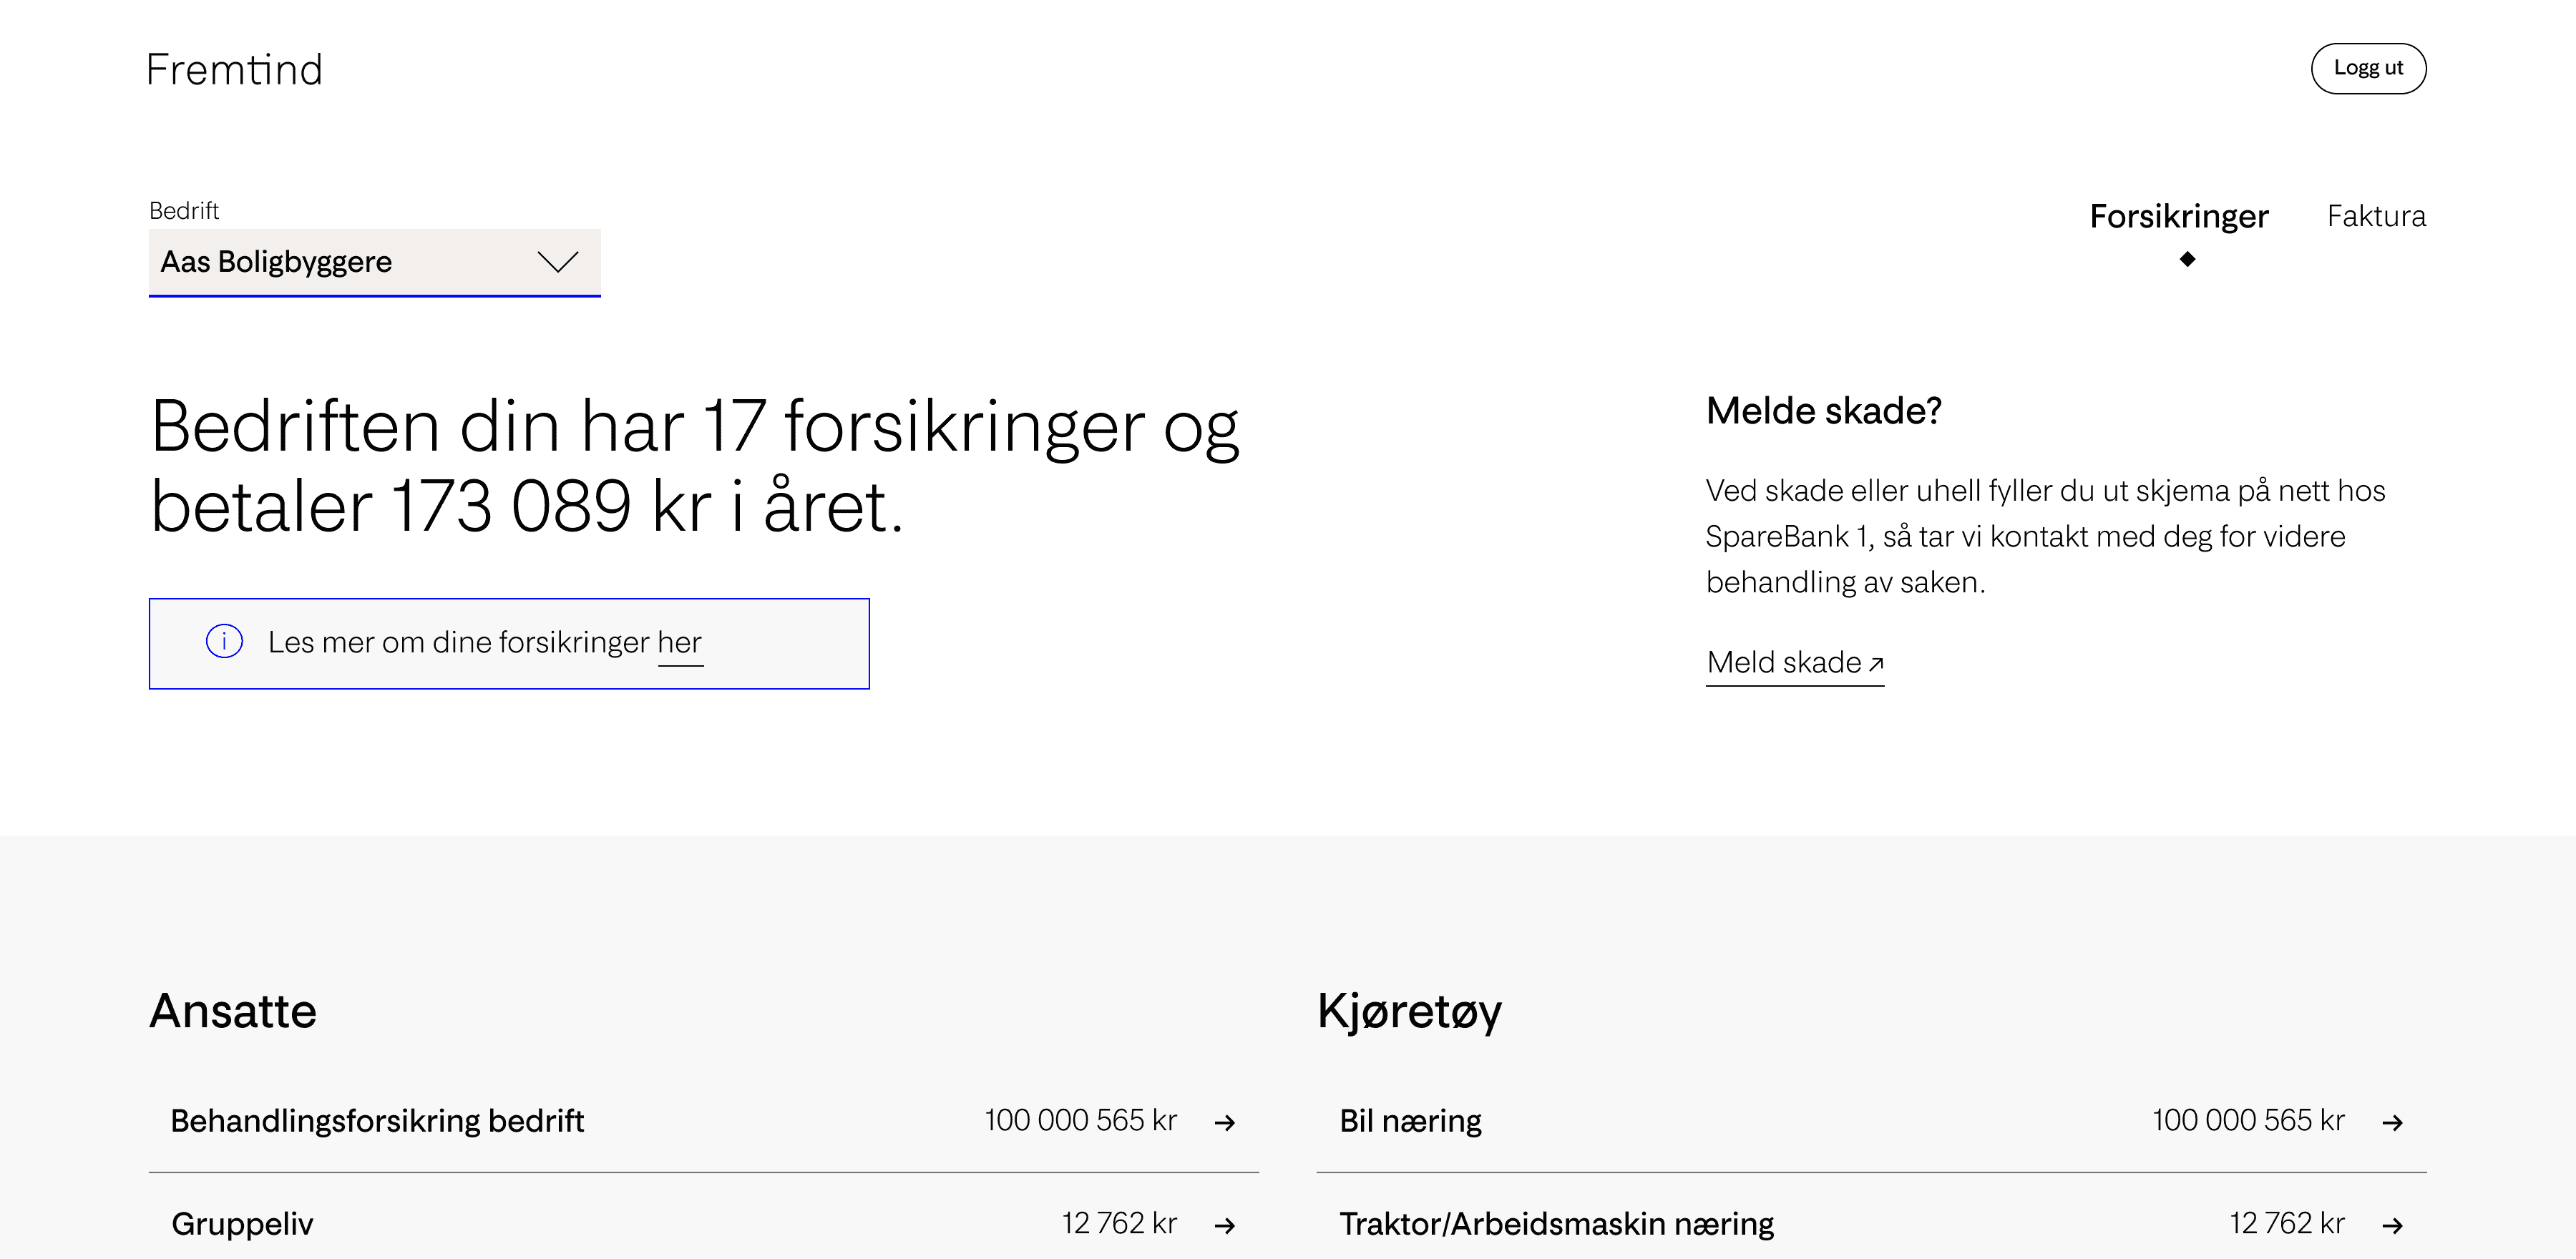 Fremtind
Logg ut
Bedrift
Aas Boligbyggere
Forsikringer
Faktura
Bedriften din har 17 forsikringer og
betaler 173 089 kr i året.
Les mer om dine forsikringer her
Melde skade?
Ved skade eller uhell fyller du ut skjema på nett hos
SpareBank 1, så tar vi kontakt med deg for videre
behandling av saken.
Meld skade ↗
Ansatte
Behandlingsforsikring bedrift 100 000 565 kr →
Gruppeliv 12 762 kr →
Kjøretøy
Bil næring 100 000 565 kr →
Traktor/Arbeidsmaskin næring 12 762 kr →